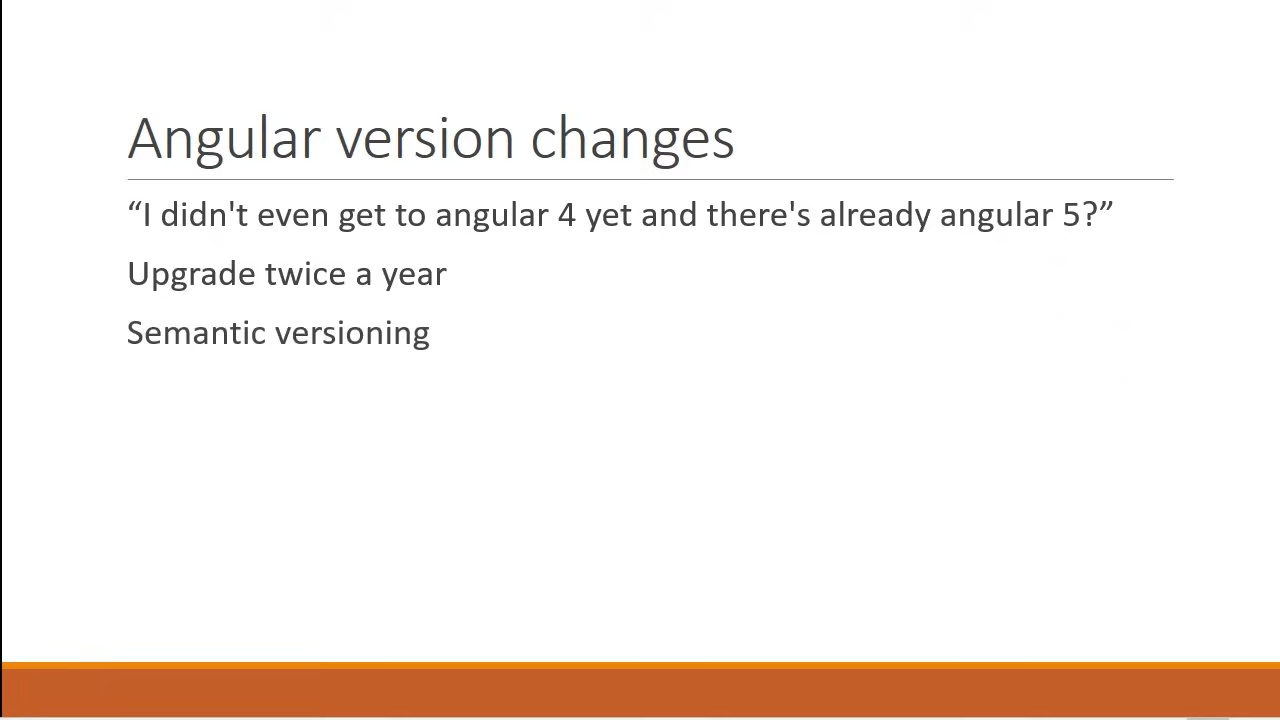 Angular version changes
“I didn't even get to angular 4 yet and there's already angular 5?”
Upgrade twice a year
Semantic versioning